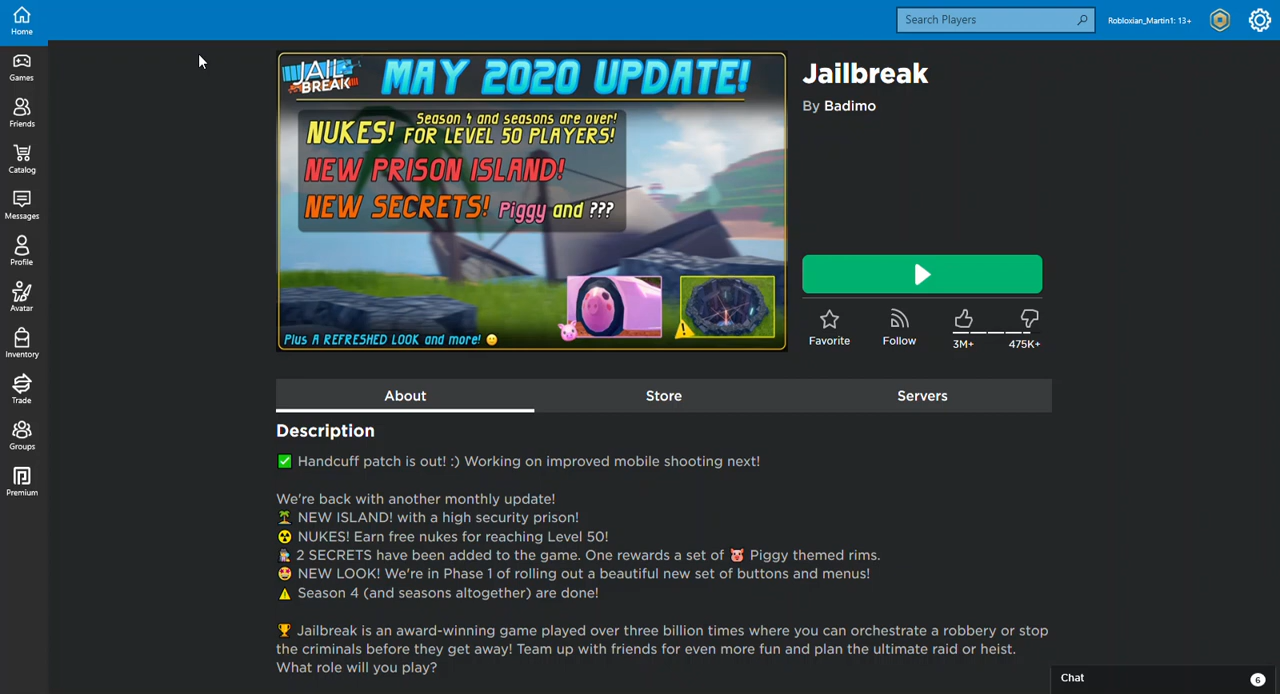 Home
Search Players
Robloxian_Martin1: 13+
Games
Friends
Catalog
Messages
Profile
Avatar
Inventory
Trade
Groups
Premium
JAIL
BREAK
MAY 2020 UPDATE!
Season 4 and seasons are over!
NUKES! FOR LEVEL 50 PLAYERS!
NEW PRISON ISLAND!
NEW SECRETS! Piggy and ???
Plus A REFRESHED LOOK and more! 🙂
Jailbreak
By Badimo
Favorite
Follow
3M+
475K+
About
Store
Servers
Description
✅ Handcuff patch is out! :) Working on improved mobile shooting next!
We're back with another monthly update!
🏝️ NEW ISLAND! with a high security prison!
☢️ NUKES! Earn free nukes for reaching Level 50!
🕵️ 2 SECRETS have been added to the game. One rewards a set of 🐷 Piggy themed rims.
🤩 NEW LOOK! We're in Phase 1 of rolling out a beautiful new set of buttons and menus!
⚠️ Season 4 (and seasons altogether) are done!
🏆 Jailbreak is an award-winning game played over three billion times where you can orchestrate a robbery or stop
the criminals before they get away! Team up with friends for even more fun and plan the ultimate raid or heist.
What role will you play?
Chat
6